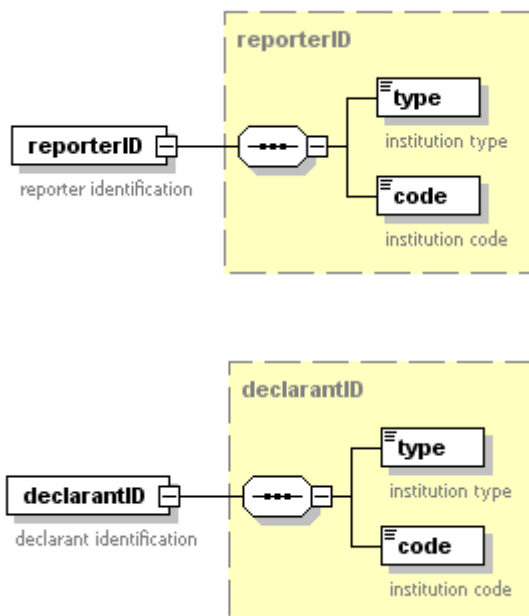 reporterID
type
institution type
reporterID
reporter identification
code
institution code
declarantID
type
institution type
declarantID
declarant identification
code
institution code